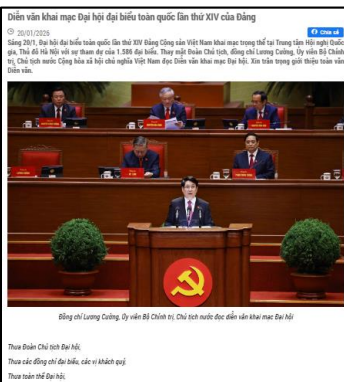 Diễn văn khai mạc Đại hội đại biểu toàn quốc lần thứ XIV của Đảng
20/01/2026
Chia sẻ
Sáng 20/1, Đại hội đại biểu toàn quốc lần thứ XIV Đảng Cộng sản Việt Nam khai mạc trọng thể tại Trung tâm Hội nghị Quốc
gia, Thủ đô Hà Nội với sự tham dự của 1.586 đại biểu. Thay mặt Đoàn Chủ tịch, đồng chí Lương Cường, Ủy viên Bộ Chính
trị, Chủ tịch nước Cộng hòa xã hội chủ nghĩa Việt Nam đọc Diễn văn khai mạc Đại hội. Xin trân trọng giới thiệu toàn văn
Diễn văn.
Đồng chí Lương Cường, Ủy viên Bộ Chính trị, Chủ tịch nước đọc diễn văn khai mạc Đại hội
Thưa Đoàn Chủ tịch Đại hội,
Thưa các đồng chí đại biểu, các vị khách quý,
Thưa toàn thể Đại hội,